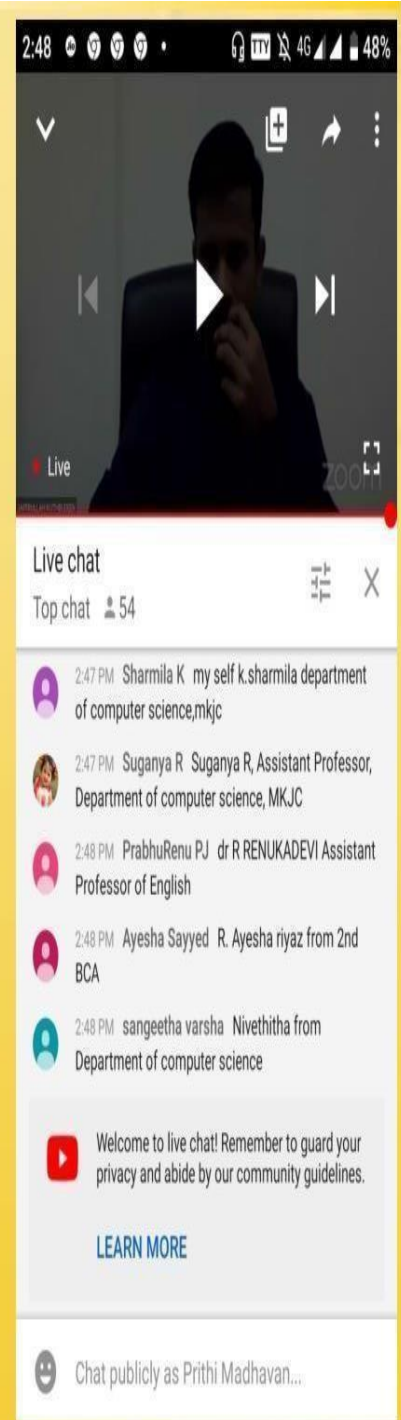 2:48 TTY 4G 48%
Live
zoom
Live chat
Top chat 54
2:47 PM Sharmila K my self k.sharmila department
of computer science,mkjc
2:47 PM Suganya R Suganya R, Assistant Professor,
Department of computer science, MKJC
2:48 PM PrabhuRenu PJ dr R RENUKADEVI Assistant
Professor of English
2:48 PM Ayesha Sayyed R. Ayesha riyaz from 2nd
BCA
2:48 PM sangeetha varsha Nivethitha from
Department of computer science
Welcome to live chat! Remember to guard your
privacy and abide by our community guidelines.
LEARN MORE
Chat publicly as Prithi Madhavan...